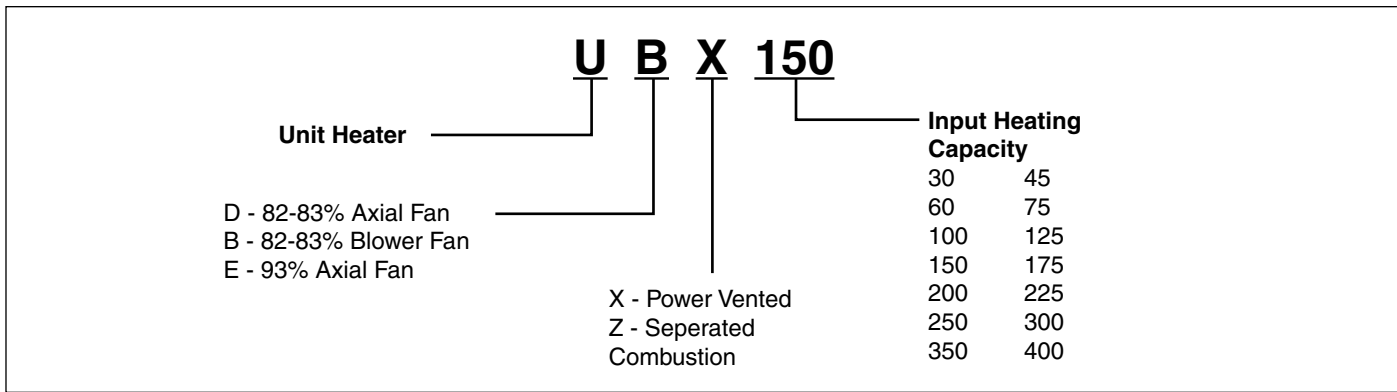 U B X 150
Unit Heater
D - 82-83% Axial Fan
B - 82-83% Blower Fan
E - 93% Axial Fan
X - Power Vented
Z - Seperated
Combustion
Input Heating
Capacity
30 45
60 75
100 125
150 175
200 225
250 300
350 400